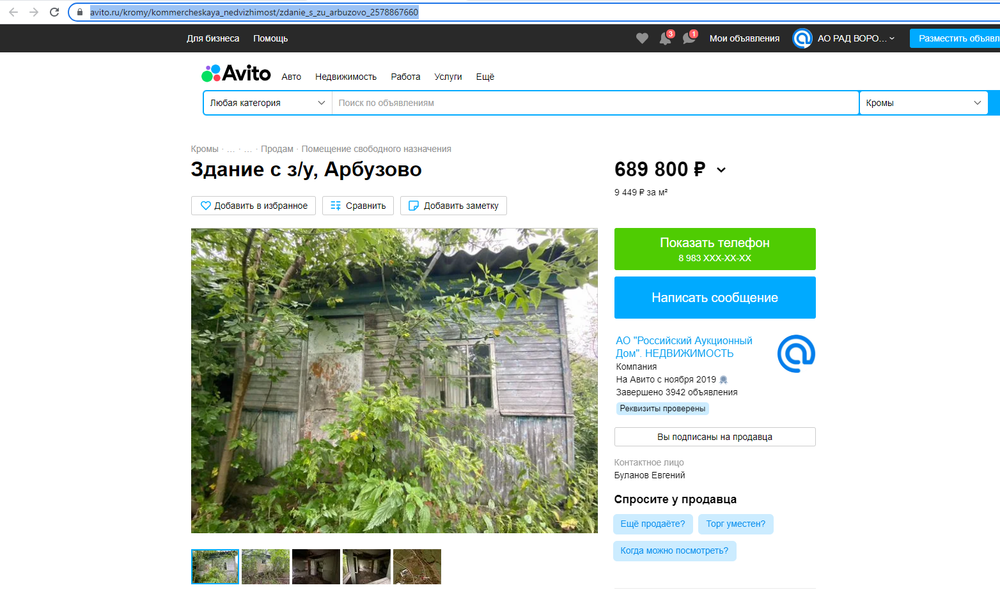 avito.ru/kromy/kommercheskaya_nedvizhimost/zdanie_s_zu_arbuzovo_2578867660
Для бизнеса Помощь 3 1 Мои объявления АО РАД ВОРО... Разместить объявл
Avito Авто Недвижимость Работа Услуги Ещё
Любая категория Поиск по объявлениям Кромы
Кромы · ... · ... · Продам · Помещение свободного назначения
Здание с з/у, Арбузово
689 800 ₽
9 449 ₽ за м²
Добавить в избранное Сравнить Добавить заметку
Показать телефон
8 983 XXX-XX-XX
Написать сообщение
АО "Российский Аукционный
Дом". НЕДВИЖИМОСТЬ
Компания
На Авито с ноября 2019
Завершено 3942 объявления
Реквизиты проверены
Вы подписаны на продавца
Контактное лицо
Буланов Евгений
Спросите у продавца
Ещё продаёте? Торг уместен?
Когда можно посмотреть?